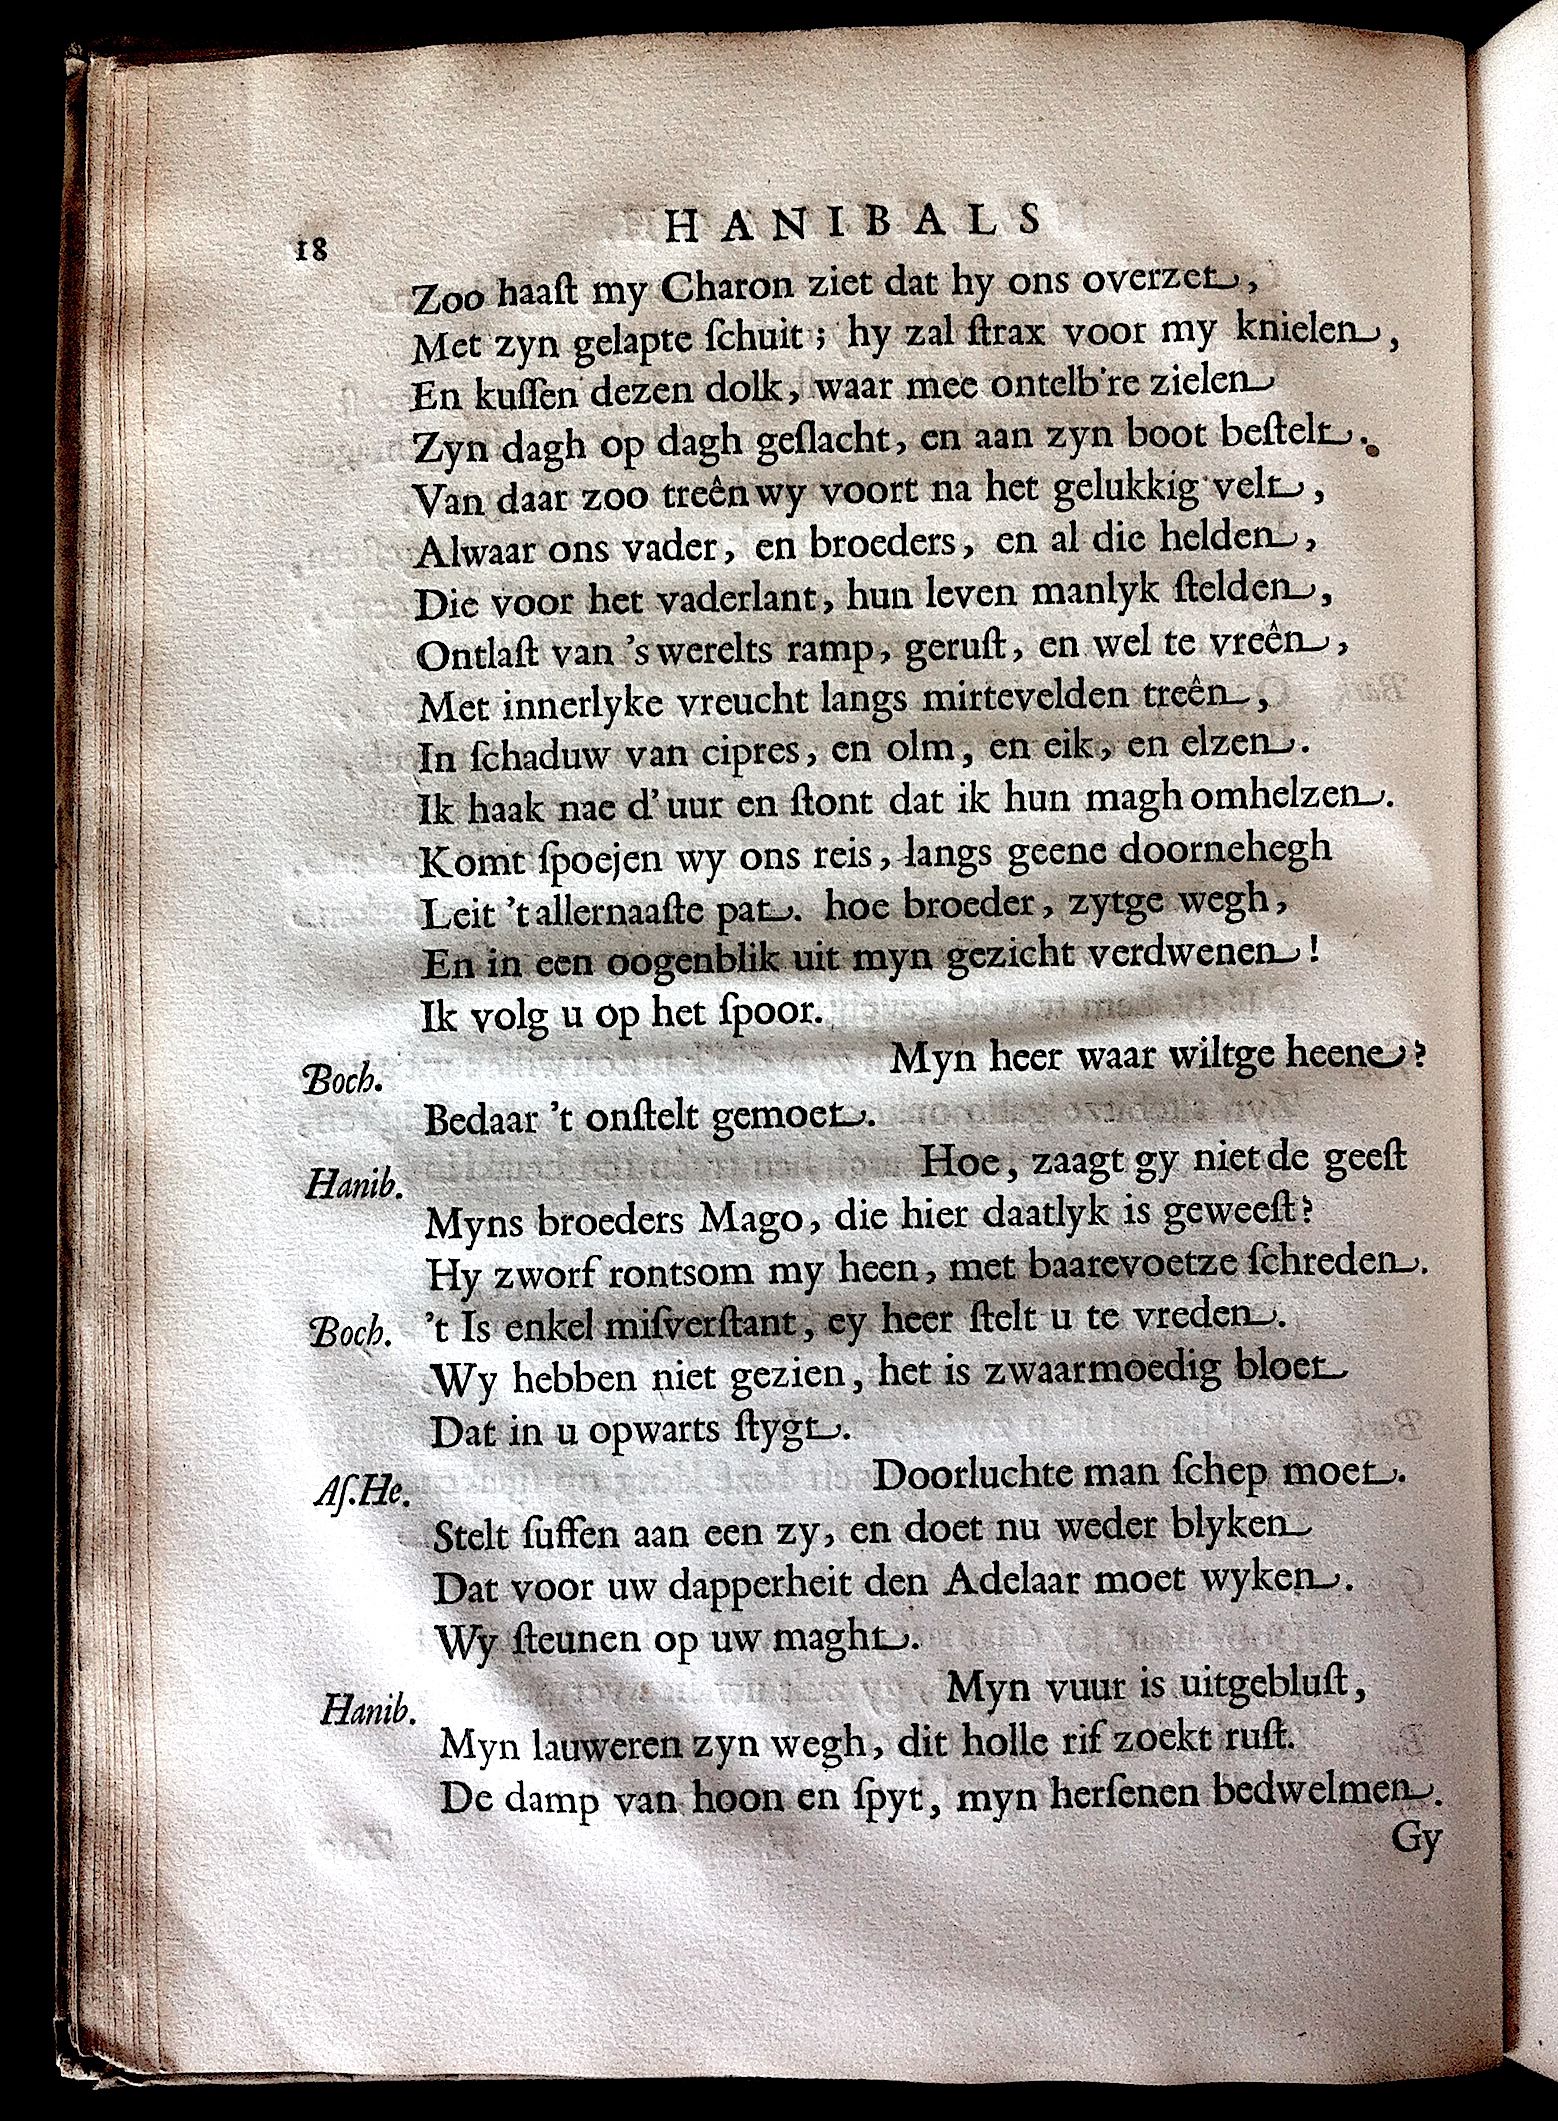 18
HANIBALS
Zoo haaſt my Charon ziet dat hy ons overzet,
Met zyn gelapte ſchuit; hy zal ſtrax voor my knielen,
En kuſſen dezen dolk, waar mee ontelb're zielen
Zyn dagh op dagh geſlacht, en aan zyn boot beſtelt.
Van daar zoo treên wy voort na het gelukkig velt,
Alwaar ons vader, en broeders, en al die helden,
Die voor het vaderlant, hun leven manlyk ſtelden,
Ontlaſt van 's werelts ramp, geruſt, en wel te vreên,
Met innerlyke vreucht langs mirtevelden treên,
In ſchaduw van cipres, en olm, en eik, en elzen.
Ik haak nae d' uur en ſtont dat ik hun magh omhelzen.
Komt ſpoejen wy ons reis, langs geene doornehegh
Leit 't allernaaſte pat. hoe broeder, zytge wegh,
En in een oogenblik uit myn gezicht verdwenen!
Ik volg u op het ſpoor.
Boch. Myn heer waar wiltge heene?
Bedaar 't onſtelt gemoet.
Hanib. Hoe, zaagt gy niet de geeſt
Myns broeders Mago, die hier daatlyk is geweeſt?
Hy zworf rontsom my heen, met baarevoetze ſchreden.
Boch. 't Is enkel miſverſtant, ey heer ſtelt u te vreden.
Wy hebben niet gezien, het is zwaarmoedig bloet
Dat in u opwarts ſtygt.
Aſ.He. Doorluchte man ſchep moet.
Stelt ſuffen aan een zy, en doet nu weder blyken
Dat voor uw dapperheit den Adelaar moet wyken.
Wy ſteunen op uw maght.
Hanib. Myn vuur is uitgebluſt,
Myn lauweren zyn wegh, dit holle rif zoekt ruſt.
De damp van hoon en ſpyt, myn herſenen bedwelmen.
Gy